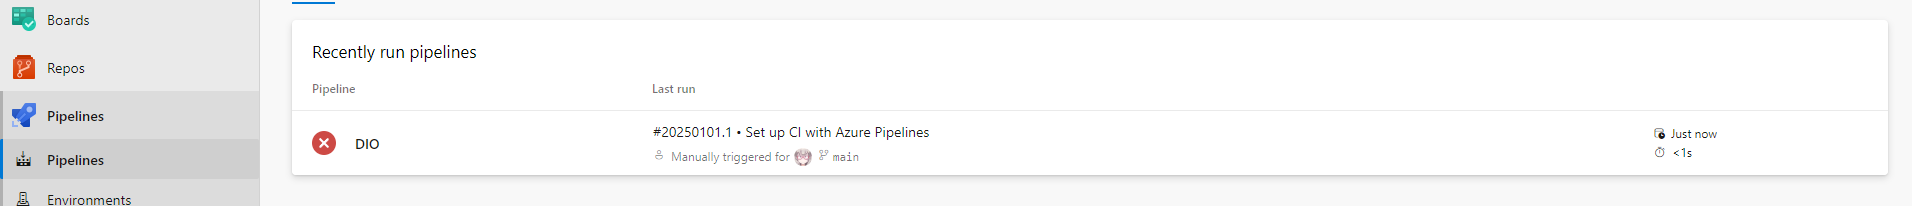 Boards
Repos
Pipelines
Pipelines
Environments
Recently run pipelines
Pipeline Last run
DIO
#20250101.1 • Set up CI with Azure Pipelines
Manually triggered for main
Just now
<1s